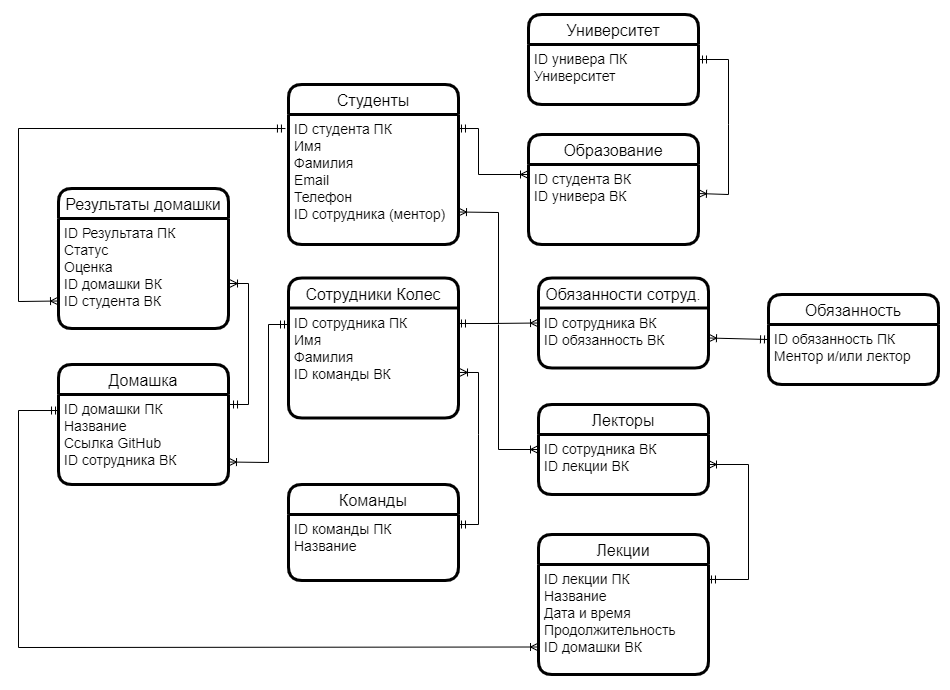 Университет
ID универа ПК
Университет
Студенты
ID студента ПК
Имя
Фамилия
Email
Телефон
ID сотрудника (ментор)
Образование
ID студента ВК
ID универа ВК
Результаты домашки
ID Результата ПК
Статус
Оценка
ID домашки ВК
ID студента ВК
Сотрудники Колес
ID сотрудника ПК
Имя
Фамилия
ID команды ВК
Обязанности сотруд.
ID сотрудника ВК
ID обязанность ВК
Обязанность
ID обязанность ПК
Ментор и/или лектор
Домашка
ID домашки ПК
Название
Ссылка GitHub
ID сотрудника ВК
Лекторы
ID сотрудника ВК
ID лекции ВК
Команды
ID команды ПК
Название
Лекции
ID лекции ПК
Название
Дата и время
Продолжительность
ID домашки ВК